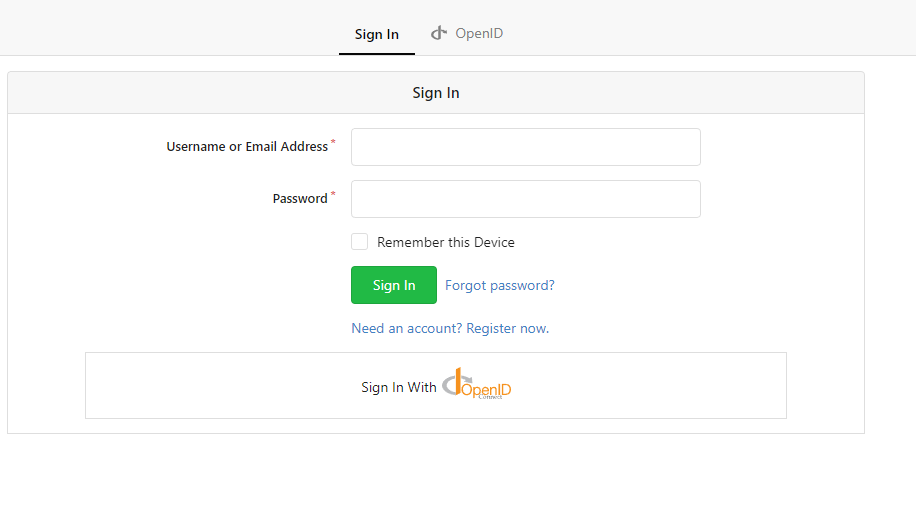 Sign In
OpenID
Sign In
Username or Email Address *
Password *
Remember this Device
Sign In
Forgot password?
Need an account? Register now.
Sign In With OpenID
Connect